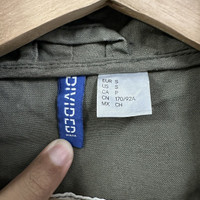 DIVIDED
EUR S
US S
CA P
CN 170/92A
MX CH